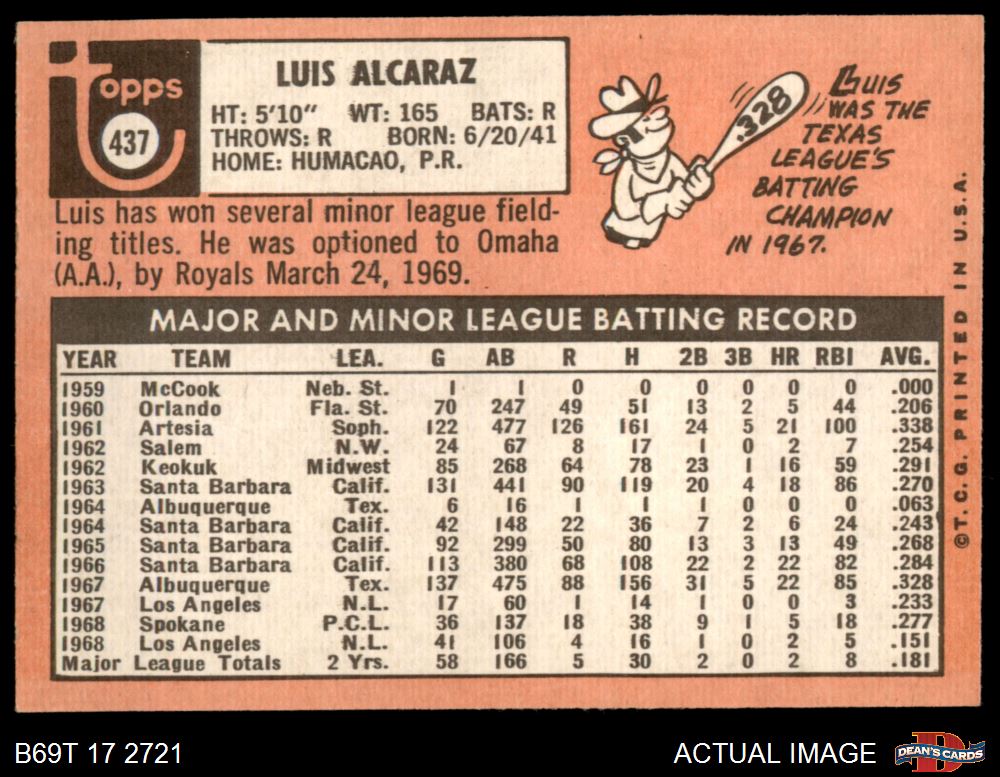 topps
437
LUIS ALCARAZ
HT: 5'10" WT: 165 BATS: R
THROWS: R BORN: 6/20/41
HOME: HUMACAO, P.R.
Luis has won several minor league field-
ing titles. He was optioned to Omaha
(A.A.), by Royals March 24, 1969.
.328
LUIS
WAS THE
TEXAS
LEAGUE'S
BATTING
CHAMPION
IN 1967.
MAJOR AND MINOR LEAGUE BATTING RECORD
YEAR TEAM LEA. G AB R H 2B 3B HR RBI AVG.
1959 McCook Neb. St. 1 1 0 0 0 0 0 0 .000
1960 Orlando Fla. St. 70 247 49 51 13 2 5 44 .206
1961 Artesia Soph. 122 477 126 161 24 5 21 100 .338
1962 Salem N.W. 24 67 8 17 1 0 2 7 .254
1962 Keokuk Midwest 85 268 64 78 23 1 16 59 .291
1963 Santa Barbara Calif. 131 441 90 119 20 4 18 86 .270
1964 Albuquerque Tex. 6 16 1 1 1 0 0 0 .063
1964 Santa Barbara Calif. 42 148 22 36 7 2 6 24 .243
1965 Santa Barbara Calif. 92 299 50 80 13 3 13 49 .268
1966 Santa Barbara Calif. 113 380 68 108 22 2 22 82 .284
1967 Albuquerque Tex. 137 475 88 156 31 5 22 85 .328
1967 Los Angeles N.L. 17 60 1 14 1 0 0 3 .233
1968 Spokane P.C.L. 36 137 18 38 9 1 5 18 .277
1968 Los Angeles N.L. 41 106 4 16 1 0 2 5 .151
Major League Totals 2 Yrs. 58 166 5 30 2 0 2 8 .181
©T. C. G. PRINTED IN U.S.A.
B69T 17 2721
ACTUAL IMAGE
DEAN'S CARDS